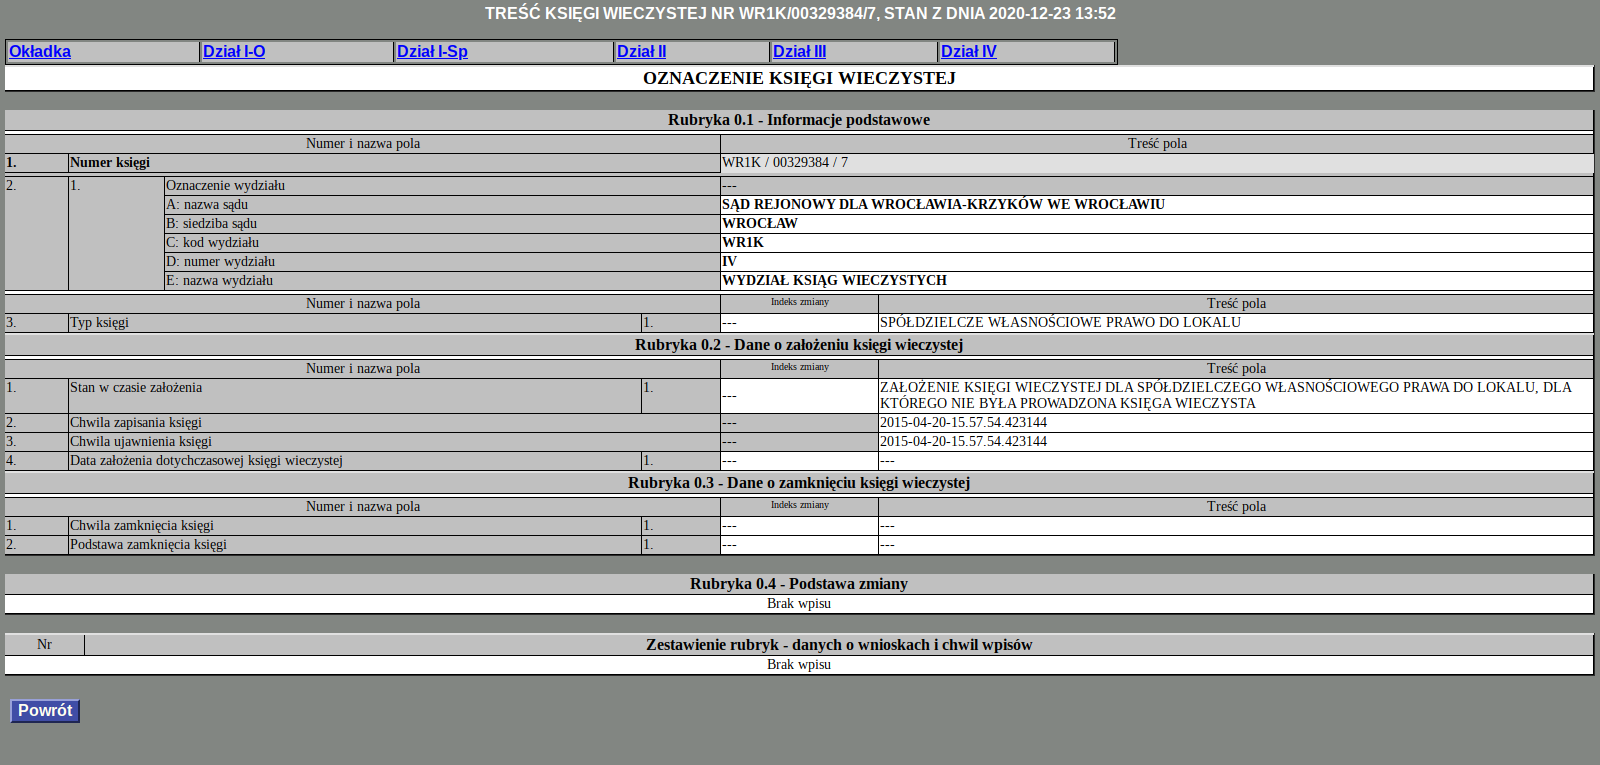 TREŚĆ KSIĘGI WIECZYSTEJ NR WR1K/00329384/7, STAN Z DNIA 2020-12-23 13:52
Okładka Dział I-O Dział I-Sp Dział II Dział III Dział IV
OZNACZENIE KSIĘGI WIECZYSTEJ
Rubryka 0.1 - Informacje podstawowe
Numer i nazwa pola Treść pola
1. Numer księgi WR1K / 00329384 / 7
2. 1. Oznaczenie wydziału ---
A: nazwa sądu SĄD REJONOWY DLA WROCŁAWIA-KRZYKÓW WE WROCŁAWIU
B: siedziba sądu WROCŁAW
C: kod wydziału WR1K
D: numer wydziału IV
E: nazwa wydziału WYDZIAŁ KSIĄG WIECZYSTYCH
Numer i nazwa pola Indeks zmiany Treść pola
3. Typ księgi 1. --- SPÓŁDZIELCZE WŁASNOŚCIOWE PRAWO DO LOKALU
Rubryka 0.2 - Dane o założeniu księgi wieczystej
Numer i nazwa pola Indeks zmiany Treść pola
1. Stan w czasie założenia 1. --- ZAŁOŻENIE KSIĘGI WIECZYSTEJ DLA SPÓŁDZIELCZEGO WŁASNOŚCIOWEGO PRAWA DO LOKALU, DLA
KTÓREGO NIE BYŁA PROWADZONA KSIĘGA WIECZYSTA
2. Chwila zapisania księgi --- 2015-04-20-15.57.54.423144
3. Chwila ujawnienia księgi --- 2015-04-20-15.57.54.423144
4. Data założenia dotychczasowej księgi wieczystej 1. --- ---
Rubryka 0.3 - Dane o zamknięciu księgi wieczystej
Numer i nazwa pola Indeks zmiany Treść pola
1. Chwila zamknięcia księgi 1. --- ---
2. Podstawa zamknięcia księgi 1. --- ---
Rubryka 0.4 - Podstawa zmiany
Brak wpisu
Nr Zestawienie rubryk - danych o wnioskach i chwil wpisów
Brak wpisu
Powrót